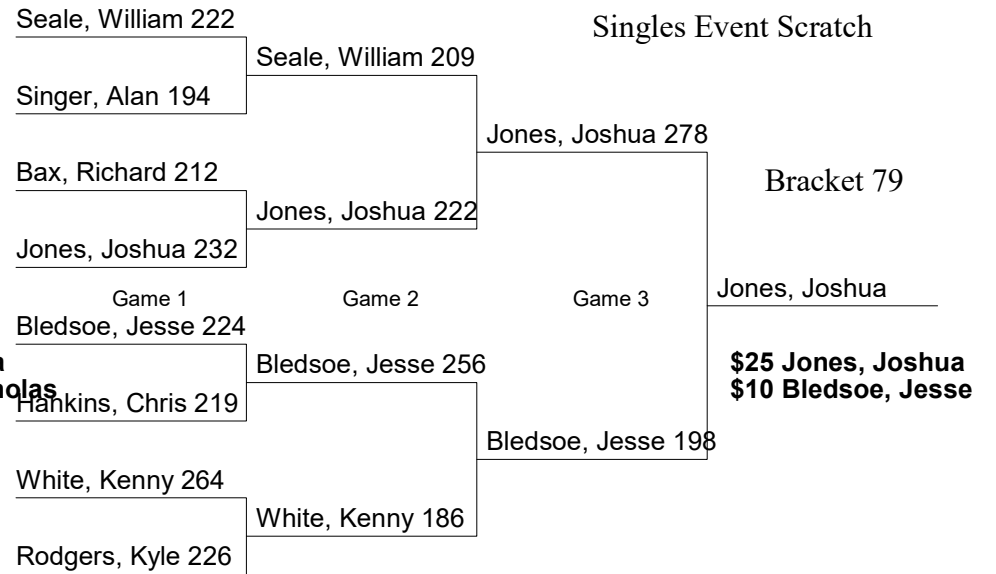 Singles Event Scratch
Bracket 79
Seale, William 222
Singer, Alan 194
Bax, Richard 212
Jones, Joshua 232
Game 1
Bledsoe, Jesse 224
Hankins, Chris 219
White, Kenny 264
Rodgers, Kyle 226
Seale, William 209
Jones, Joshua 222
Game 2
Bledsoe, Jesse 256
White, Kenny 186
Jones, Joshua 278
Game 3
Bledsoe, Jesse 198
Jones, Joshua
$25 Jones, Joshua
$10 Bledsoe, Jesse